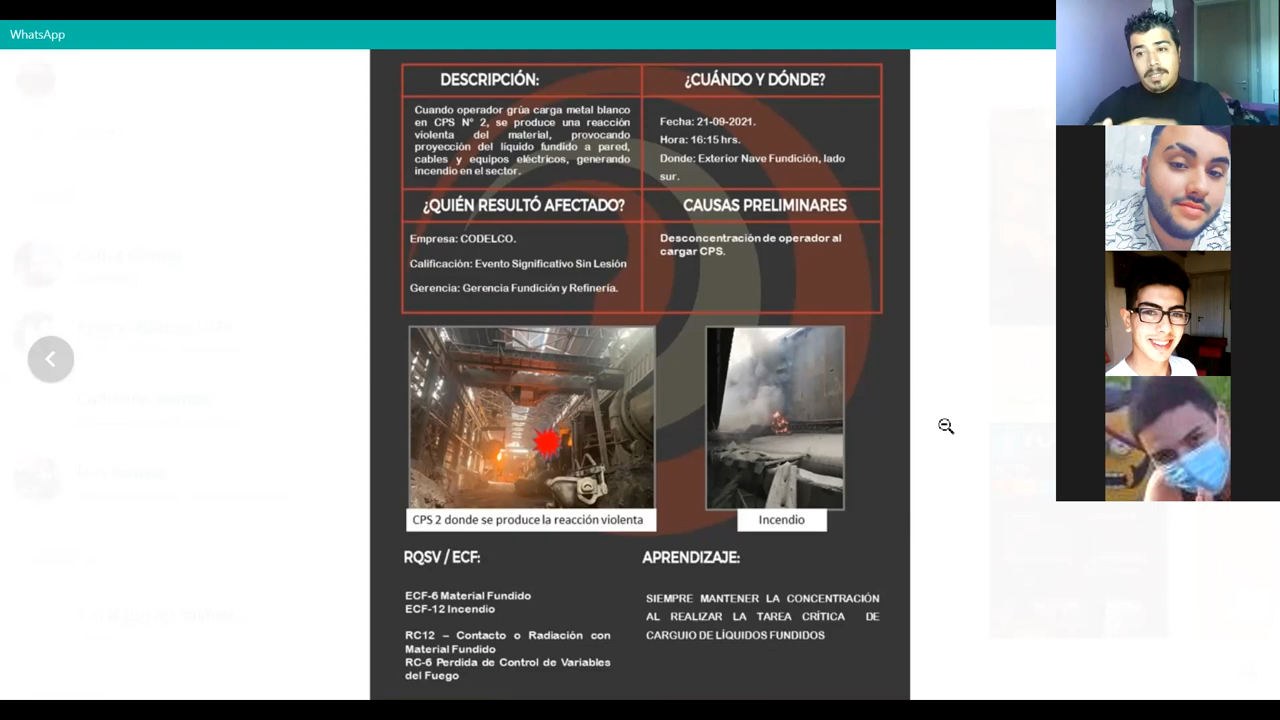 WhatsApp
DESCRIPCIÓN:
Cuando operador grúa carga metal blanco
en CPS N° 2, se produce una reacción
violenta del material, provocando
proyección del líquido fundido a pared,
cables y equipos eléctricos, generando
incendio en el sector.
¿CUÁNDO Y DÓNDE?
Fecha: 21-09-2021.
Hora: 16:15 hrs.
Donde: Exterior Nave Fundición, lado
sur.
¿QUIÉN RESULTÓ AFECTADO?
Empresa: CODELCO.
Calificaciòn: Evento Significativo Sin Lesión
Gerencia: Gerencia Fundición y Refinería.
CAUSAS PRELIMINARES
Desconcentración de operador al
cargar CPS.
CPS 2 donde se produce la reacción violenta
Incendio
RQSV / ECF:
ECF-6 Material Fundido
ECF-12 Incendio
RC12 – Contacto o Radiación con
Material Fundido
RC-6 Perdida de Control de Variables
del Fuego
APRENDIZAJE:
SIEMPRE MANTENER LA CONCENTRACIÓN
AL REALIZAR LA TAREA CRÌTICA DE
CARGUIO DE LÍQUIDOS FUNDIDOS